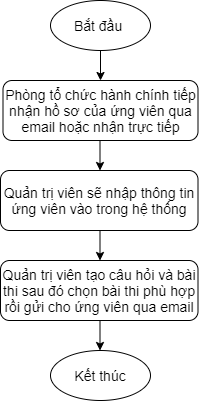 Bắt đầu
Phòng tổ chức hành chính tiếp
nhận hồ sơ của ứng viên qua
email hoặc nhận trực tiếp
Quản trị viên sẽ nhập thông tin
ứng viên vào trong hệ thống
Quản trị viên tạo câu hỏi và bài
thi sau đó chọn bài thi phù hợp
rồi gửi cho ứng viên qua email
Kết thúc